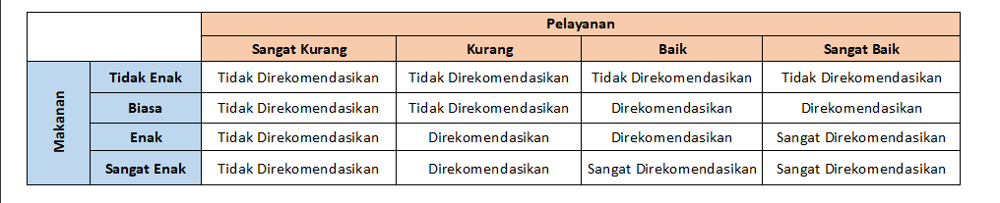 Pelayanan
Sangat Kurang Kurang Baik Sangat Baik
Makanan
Tidak Enak Tidak Direkomendasikan Tidak Direkomendasikan Tidak Direkomendasikan Tidak Direkomendasikan
Biasa Tidak Direkomendasikan Tidak Direkomendasikan Direkomendasikan Direkomendasikan
Enak Tidak Direkomendasikan Direkomendasikan Direkomendasikan Sangat Direkomendasikan
Sangat Enak Tidak Direkomendasikan Direkomendasikan Sangat Direkomendasikan Sangat Direkomendasikan